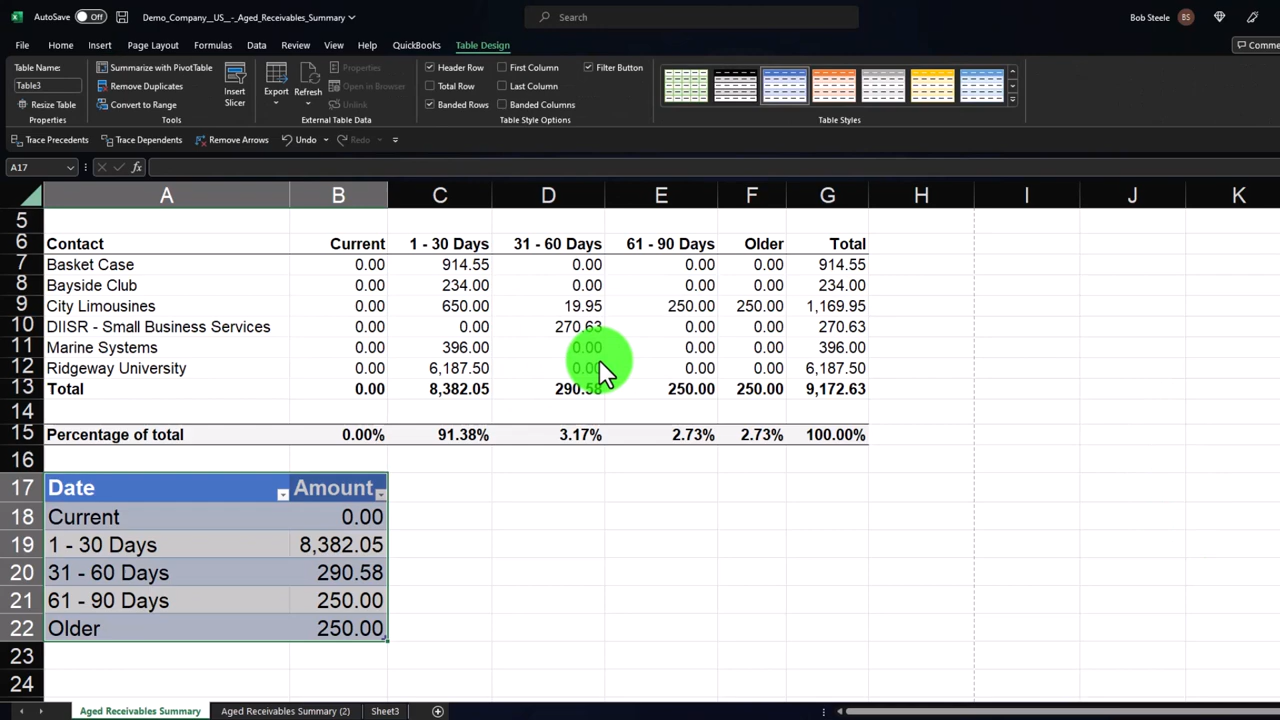 AutoSave Off Demo_Company__US__-_Aged_Receivables_Summary Search Bob Steele BS
File Home Insert Page Layout Formulas Data Review View Help QuickBooks Table Design Comme
Table Name: Summarize with PivotTable Properties Header Row First Column Filter Button
Table3 Remove Duplicates Insert Slicer Export Refresh Open in Browser Total Row Last Column
Resize Table Convert to Range Unlink Banded Rows Banded Columns
Properties Tools External Table Data Table Style Options Table Styles
Trace Precedents Trace Dependents Remove Arrows Undo Redo
A17 fx
A B C D E F G H I J K
5
6 Contact Current 1 - 30 Days 31 - 60 Days 61 - 90 Days Older Total
7 Basket Case 0.00 914.55 0.00 0.00 0.00 914.55
8 Bayside Club 0.00 234.00 0.00 0.00 0.00 234.00
9 City Limousines 0.00 650.00 19.95 250.00 250.00 1,169.95
10 DIISR - Small Business Services 0.00 0.00 270.63 0.00 0.00 270.63
11 Marine Systems 0.00 396.00 0.00 0.00 0.00 396.00
12 Ridgeway University 0.00 6,187.50 0.00 0.00 0.00 6,187.50
13 Total 0.00 8,382.05 290.58 250.00 250.00 9,172.63
14
15 Percentage of total 0.00% 91.38% 3.17% 2.73% 2.73% 100.00%
16
17 Date Amount
18 Current 0.00
19 1 - 30 Days 8,382.05
20 31 - 60 Days 290.58
21 61 - 90 Days 250.00
22 Older 250.00
23
24
Aged Receivables Summary Aged Receivables Summary (2) Sheet3